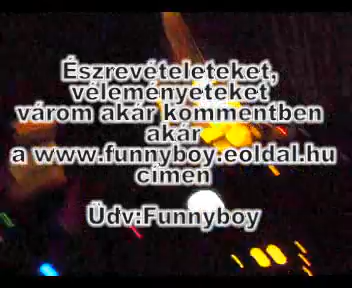 Észrevételeteket,
véleményeteket
várom akár kommentben
akár
a www.funnyboy.eoldal.hu
címen
Üdv:Funnyboy